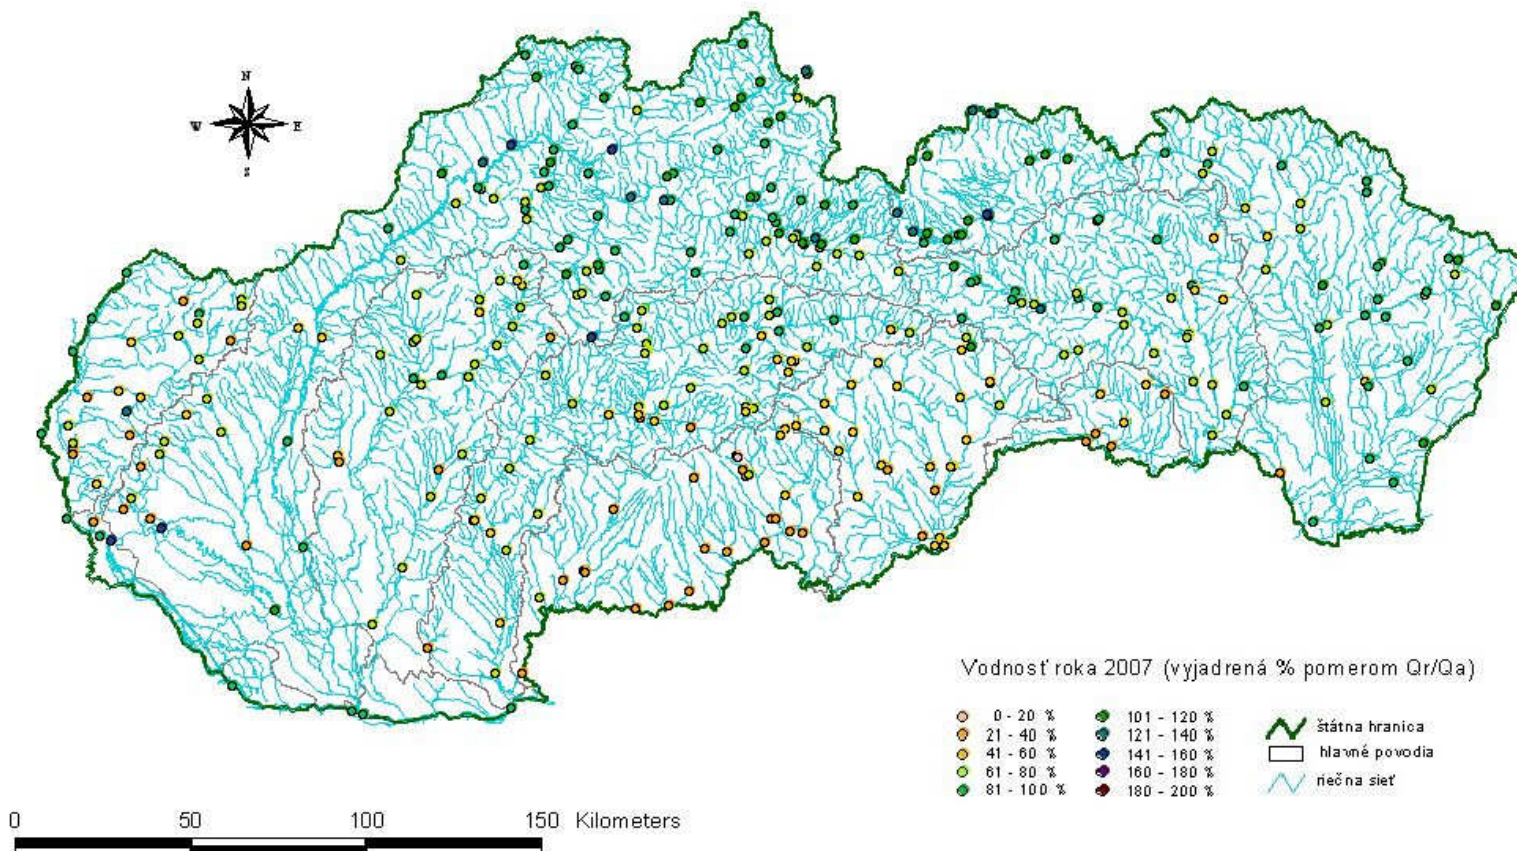 N
W E
S
Vodnosť roka 2007 (vyjadrená % pomerom Qr/Qa)
0 - 20 %
21 - 40 %
41 - 60 %
61 - 80 %
81 - 100 %
101 - 120 %
121 - 140 %
141 - 160 %
160 - 180 %
180 - 200 %
štátna hranica
hlavné povodia
riečna sieť
0 50 100 150 Kilometers